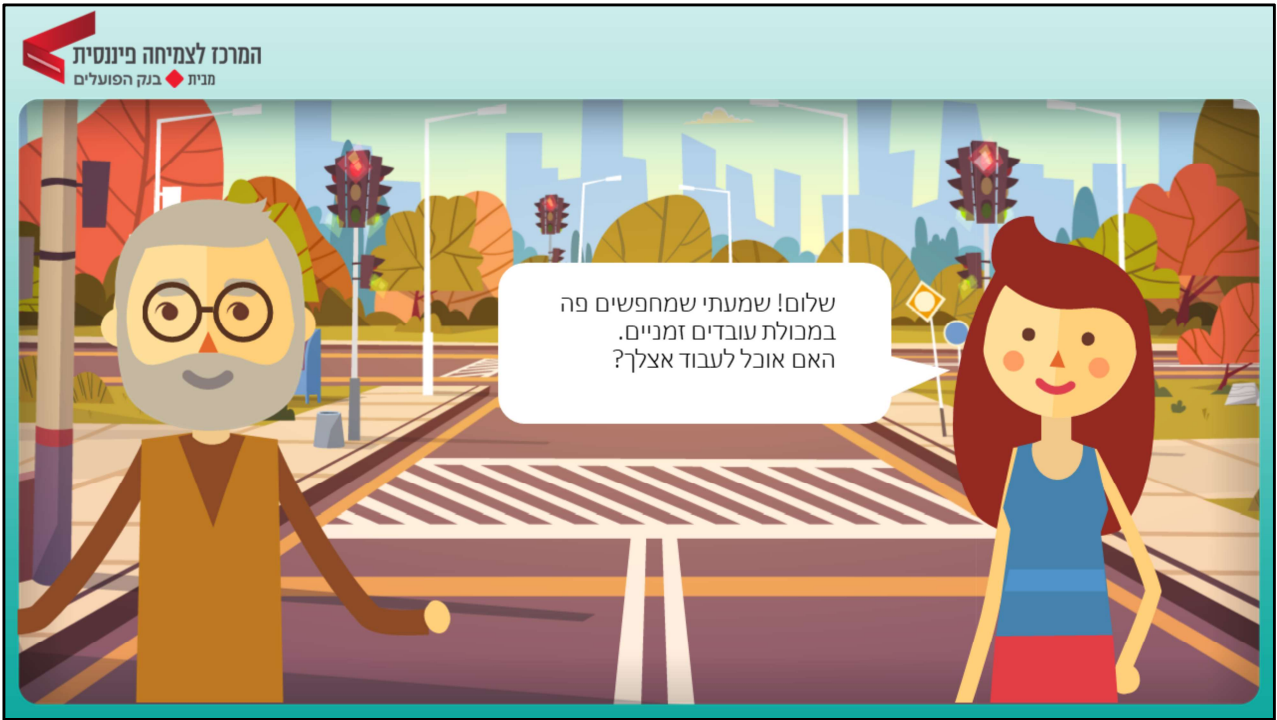 המרכז לצמיחה פיננסית
מבית בנק הפועלים
שלום! שמעתי שמחפשים פה
במכולת עובדים זמניים.
האם אוכל לעבוד אצלך?